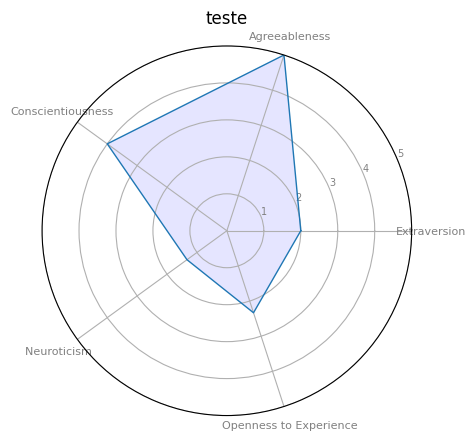 teste
Agreeableness
Conscientiousness
5
4
3
2
1
Extraversion
Neuroticism
Openness to Experience